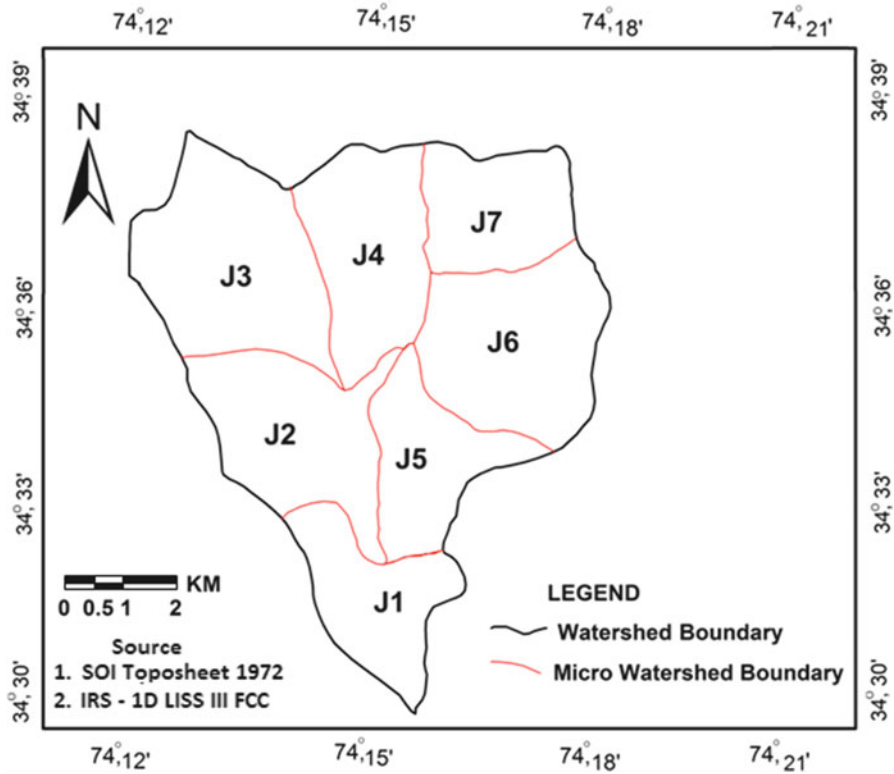 74°12' 74°15' 74°18' 74°21'
34°39' 34°39'
N
J7
J4
J3
34°36' 34°36'
J6
J2
J5
34°33' 34°33'
KM
0 0.5 1 2
J1
LEGEND
Watershed Boundary
Micro Watershed Boundary
Source
1. SOI Toposheet 1972
2. IRS - 1D LISS III FCC
34°30' 34°30'
74°12' 74°15' 74°18' 74°21'